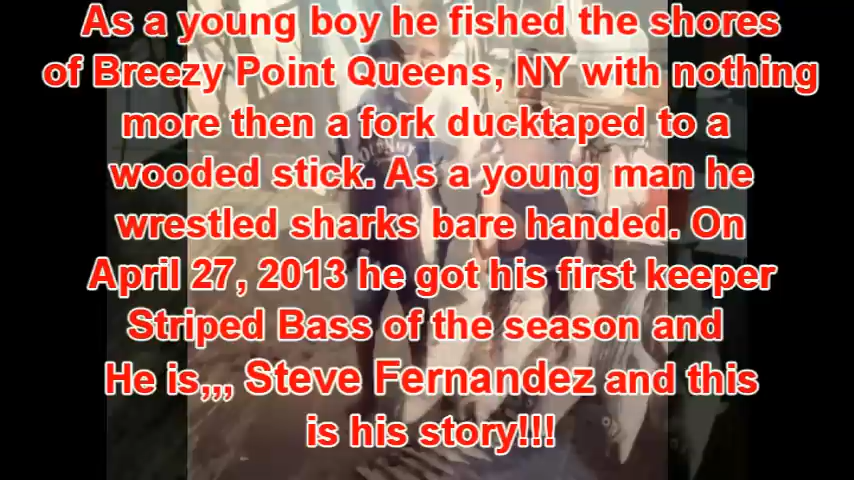 As a young boy he fished the shores
of Breezy Point Queens, NY with nothing
more then a fork ducktaped to a
wooded stick. As a young man he
wrestled sharks bare handed. On
April 27, 2013 he got his first keeper
Striped Bass of the season and
He is,,, Steve Fernandez and this
is his story!!!